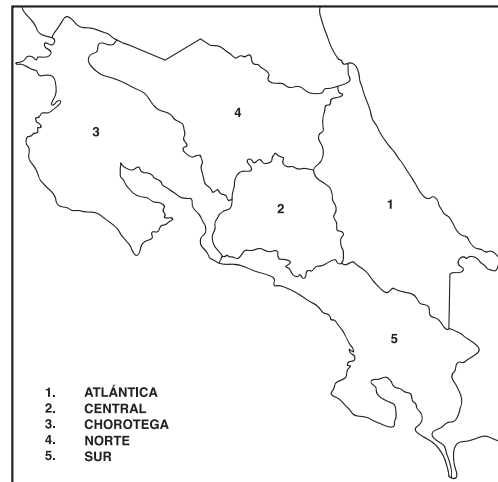 4
3
2
1
5
1. ATLÁNTICA
2. CENTRAL
3. CHOROTEGA
4. NORTE
5. SUR